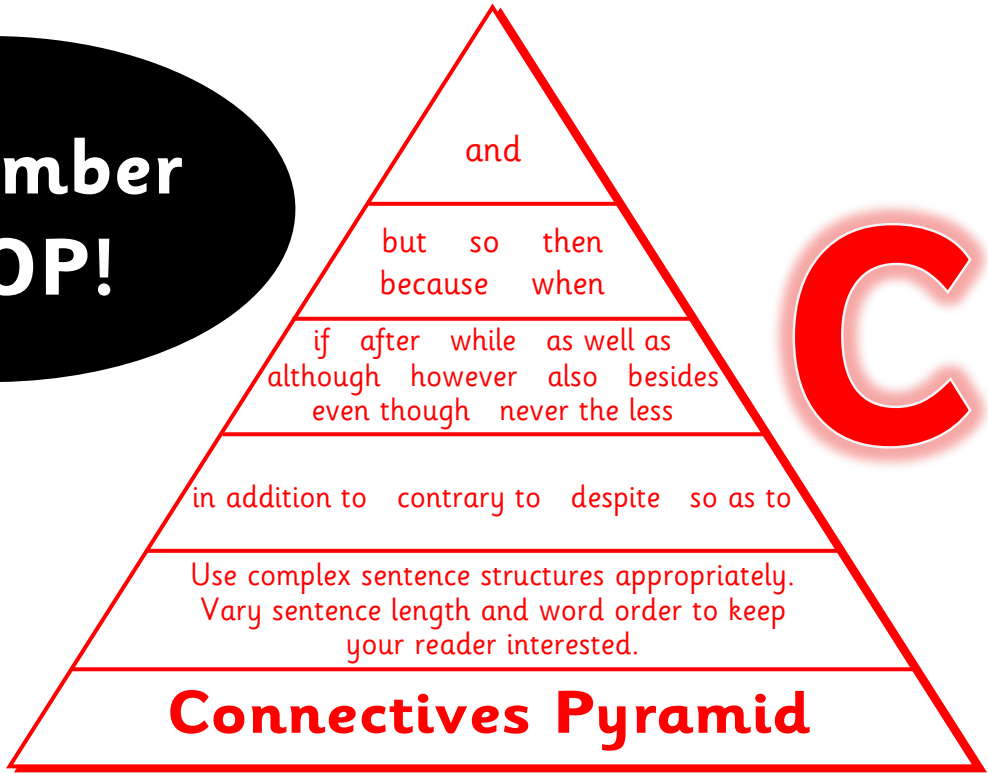 mber
OP!
and
but so then
because when
if after while as well as
although however also besides
even though never the less
in addition to contrary to despite so as to
Use complex sentence structures appropriately.
Vary sentence length and word order to keep
your reader interested.
Connectives Pyramid
C